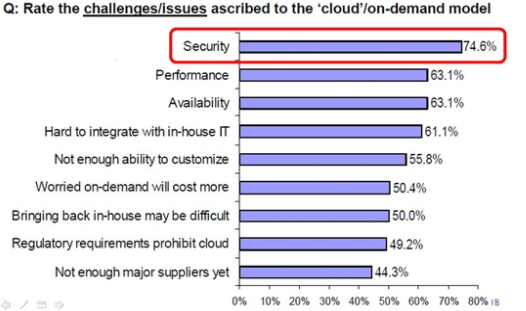 Q: Rate the challenges/issues ascribed to the 'cloud'/on-demand model
Security 74.6%
Performance 63.1%
Availability 63.1%
Hard to integrate with in-house IT 61.1%
Not enough ability to customize 55.8%
Worried on-demand will cost more 50.4%
Bringing back in-house may be difficult 50.0%
Regulatory requirements prohibit cloud 49.2%
Not enough major suppliers yet 44.3%
0% 10% 20% 30% 40% 50% 60% 70% 80% 18